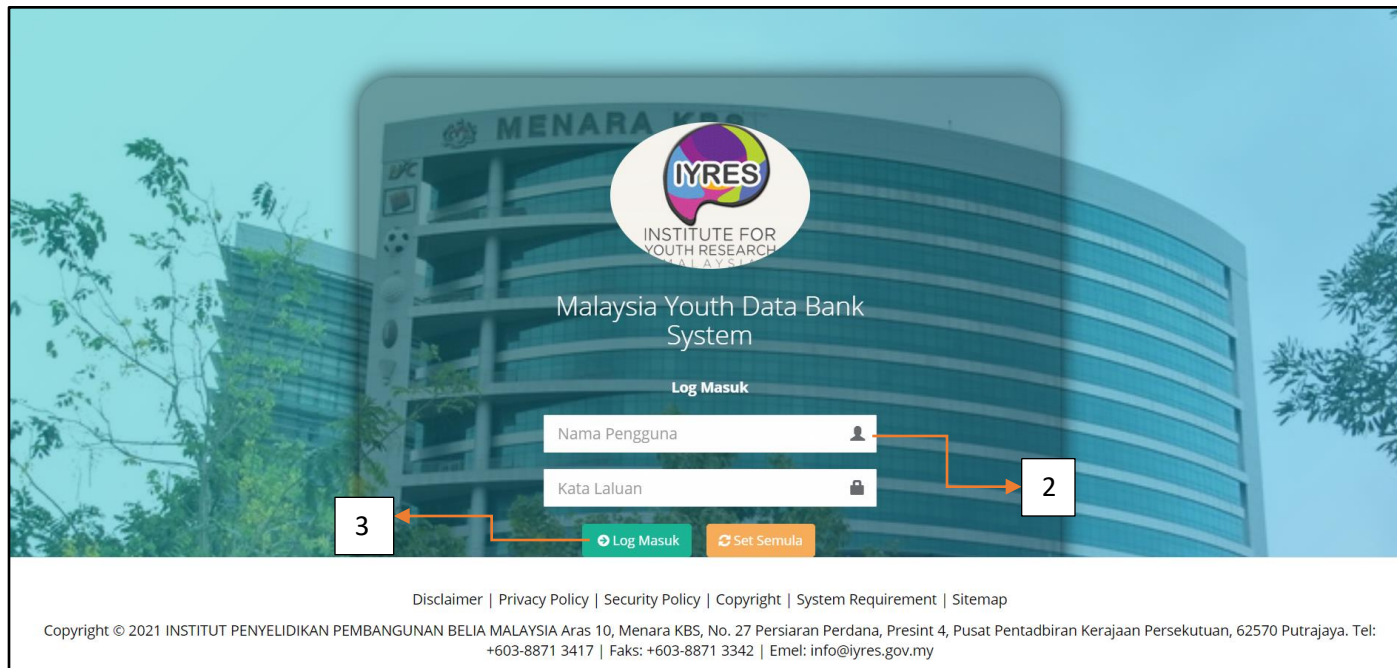 MENARA KBS
IYRES
INSTITUTE FOR
YOUTH RESEARCH
MALAYSIA
Malaysia Youth Data Bank
System
Log Masuk
Nama Pengguna
Kata Laluan
2
3
Log Masuk
Set Semula
Disclaimer | Privacy Policy | Security Policy | Copyright | System Requirement | Sitemap
Copyright © 2021 INSTITUT PENYELIDIKAN PEMBANGUNAN BELIA MALAYSIA Aras 10, Menara KBS, No. 27 Persiaran Perdana, Presint 4, Pusat Pentadbiran Kerajaan Persekutuan, 62570 Putrajaya. Tel:
+603-8871 3417 | Faks: +603-8871 3342 | Emel: info@iyres.gov.my